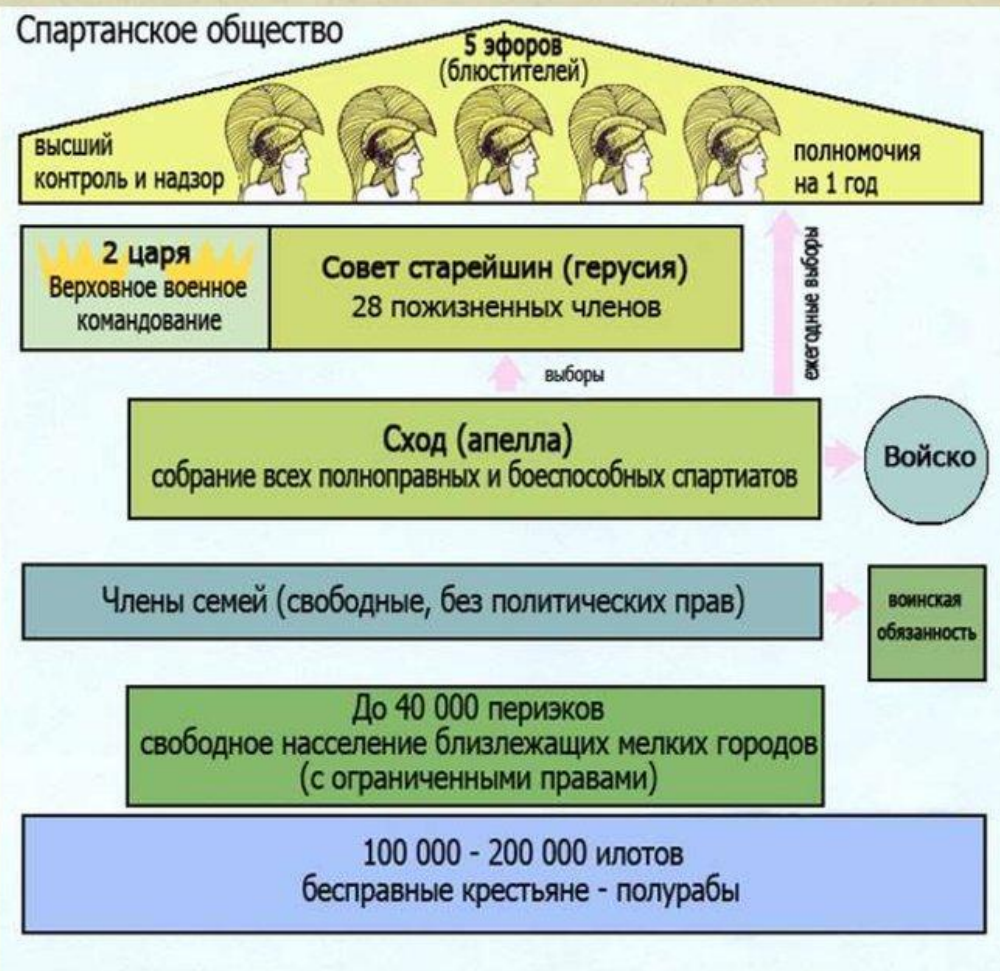 Спартанское общество
5 эфоров
(блюстителей)
высший
контроль и надзор
полномочия
на 1 год
2 царя
Верховное военное
командование
Совет старейшин (герусия)
28 пожизненных членов
ежегодные выборы
выборы
Сход (апелла)
собрание всех полноправных и боеспособных спартиатов
Войско
Члены семей (свободные, без политических прав)
воинская
обязанность
До 40 000 периэков
свободное насселение близлежащих мелких городов
(с ограниченными правами)
100 000 - 200 000 илотов
бесправные крестьяне - полурабы